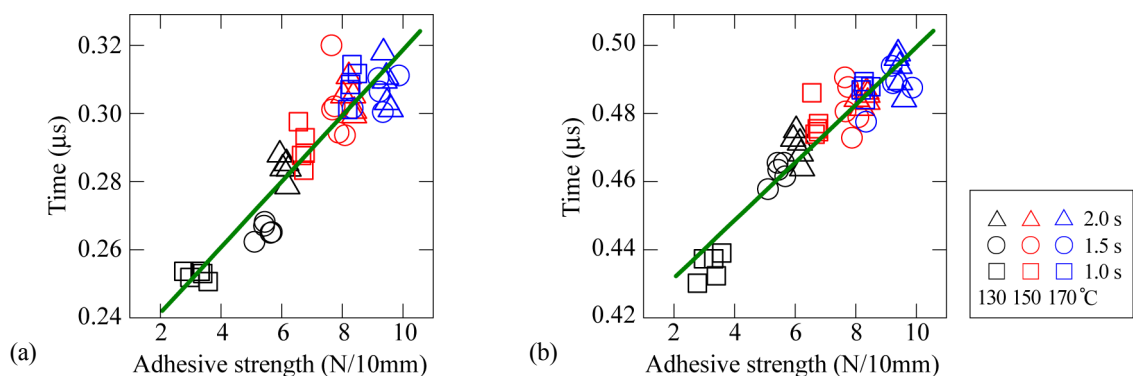 0.32
0.30
0.28
0.26
0.24
Time (μs)
2 4 6 8 10
Adhesive strength (N/10mm)
(a)
0.50
0.48
0.46
0.44
0.42
Time (μs)
2 4 6 8 10
Adhesive strength (N/10mm)
(b)
2.0 s
1.5 s
1.0 s
130 150 170 ℃